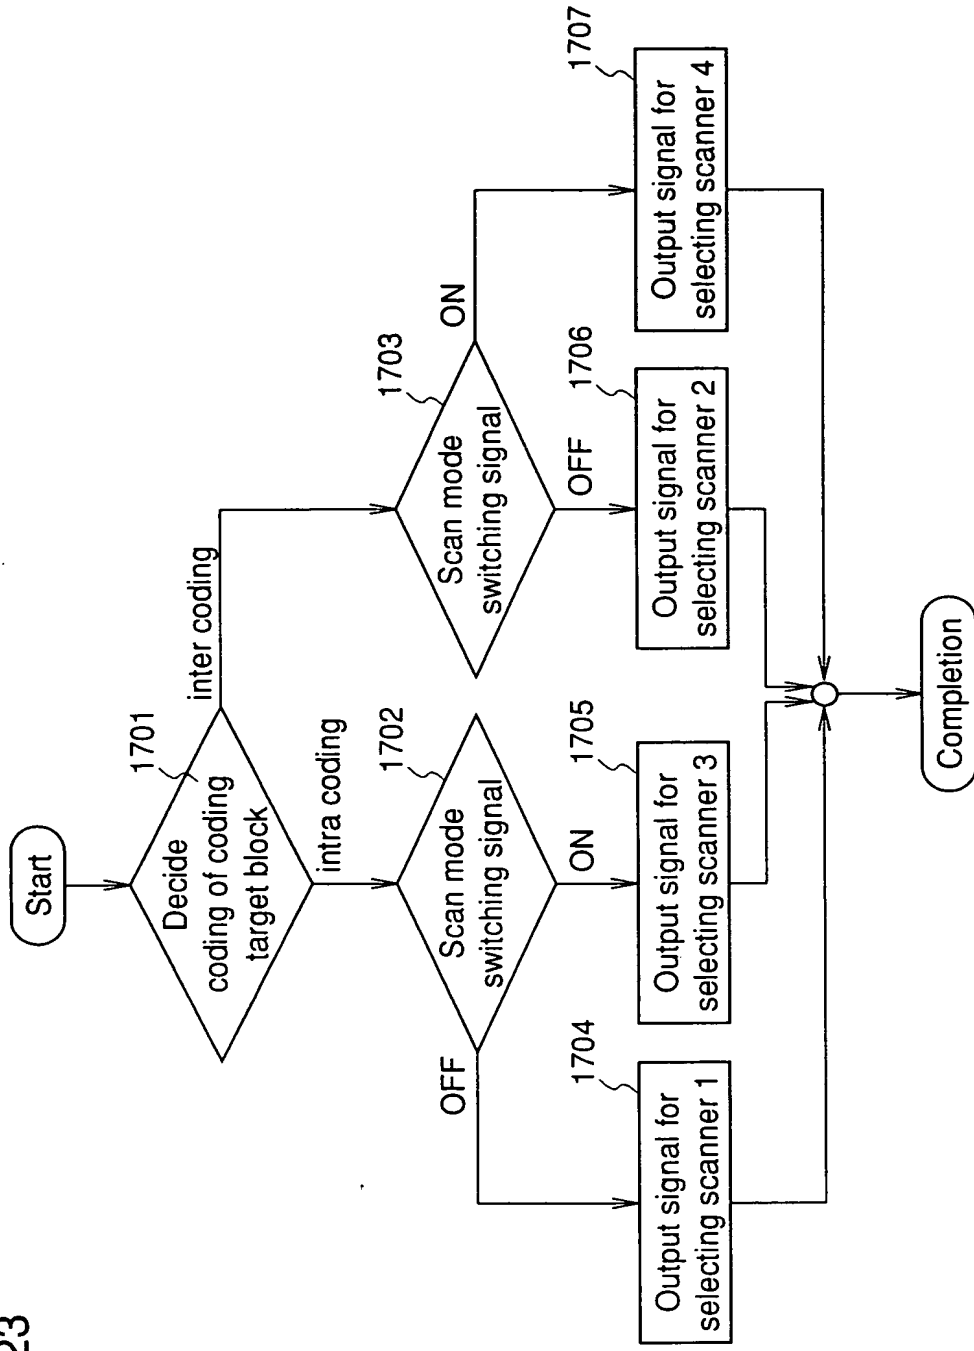 23
Start
1701
Decide
coding of coding
target block
inter coding
intra coding
1702
Scan mode
switching signal
OFF
ON
1703
Scan mode
switching signal
ON
OFF
1704
Output signal for
selecting scanner 1
1705
Output signal for
selecting scanner 3
1706
Output signal for
selecting scanner 2
1707
Output signal for
selecting scanner 4
Completion